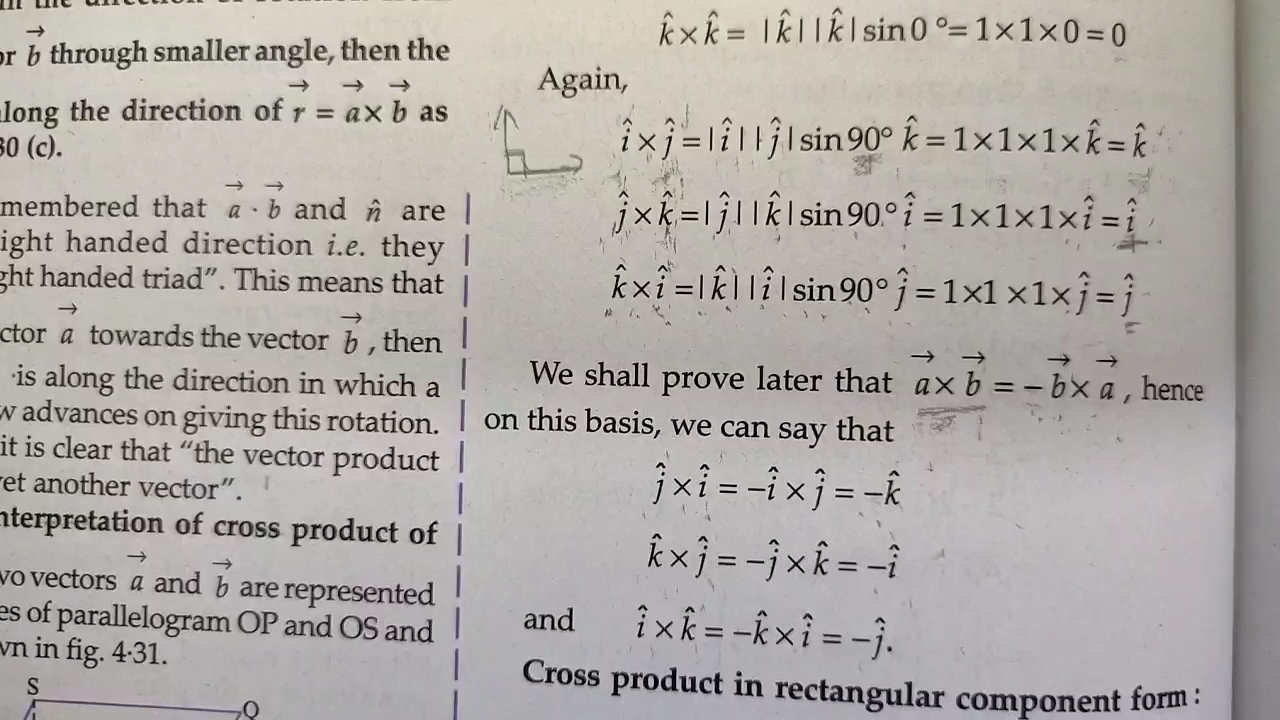 or b⃗ through smaller angle, then the
along the direction of r⃗ = a⃗ × b⃗ as
30 (c).
membered that a⃗ · b⃗ and n̂ are
ight handed direction i.e. they
ght handed triad". This means that
ctor a⃗ towards the vector b⃗ , then
is along the direction in which a
w advances on giving this rotation.
it is clear that "the vector product
yet another vector".
nterpretation of cross product of
wo vectors a⃗ and b⃗ are represented
es of parallelogram OP and OS and
wn in fig. 4·31.
S
Q
k̂ × k̂ = |k̂| |k̂| sin 0° = 1×1×0 = 0
Again,
î × ĵ = |î| |ĵ| sin 90° k̂ = 1×1×1×k̂ = k̂
ĵ × k̂ = |ĵ| |k̂| sin 90° î = 1×1×1×î = î
k̂ × î = |k̂| |î| sin 90° ĵ = 1×1×1×ĵ = ĵ
We shall prove later that a⃗ × b⃗ = – b⃗ × a⃗ , hence
on this basis, we can say that
ĵ × î = –î × ĵ = –k̂
k̂ × ĵ = –ĵ × k̂ = –î
and î × k̂ = –k̂ × î = –ĵ.
Cross product in rectangular component form :